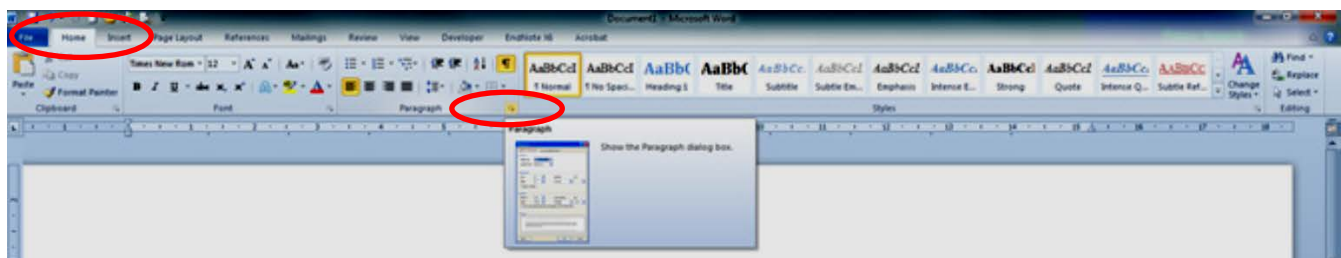 Document1 - Microsoft Word
File Home Insert Page Layout References Mailings Review View Developer EndNote X6 Acrobat
Times New Rom 12 Aa Find
Copy
Paste Format Painter B I U abc Replace
AaBbCcI AaBbCcI AaBbC AaBbC AaBbCc. AaBbCcI AaBbCcI AaBbCc. AaBbCcI AaBbCcI AaBbCc. AaBbCc
¶ Normal ¶ No Spaci... Heading 1 Title Subtitle Subtle Em... Emphasis Intense E... Strong Quote Intense Q... Subtle Ref... Change Styles Select
Clipboard Font Paragraph Styles Editing
Paragraph
Show the Paragraph dialog box.